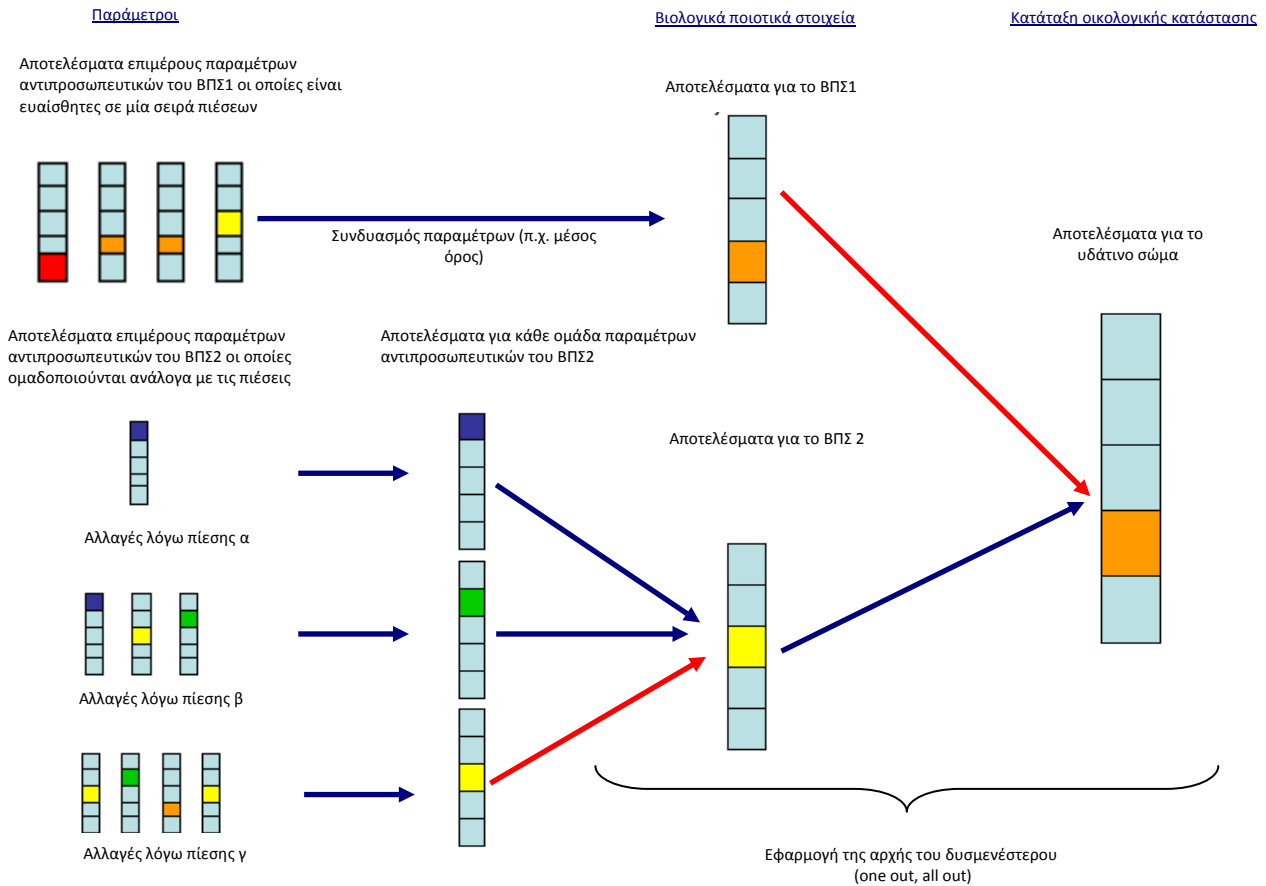 Παράμετροι
Βιολογικά ποιοτικά στοιχεία
Κατάταξη οικολογικής κατάστασης
Αποτελέσματα επιμέρους παραμέτρων
αντιπροσωπευτικών του ΒΠΣ1 οι οποίες είναι
ευαίσθητες σε μία σειρά πιέσεων
Αποτελέσματα για το ΒΠΣ1
Συνδυασμός παραμέτρων (π.χ. μέσος
όρος)
Αποτελέσματα για το
υδάτινο σώμα
Αποτελέσματα επιμέρους παραμέτρων
αντιπροσωπευτικών του ΒΠΣ2 οι οποίες
ομαδοποιούνται ανάλογα με τις πιέσεις
Αποτελέσματα για κάθε ομάδα παραμέτρων
αντιπροσωπευτικών του ΒΠΣ2
Αποτελέσματα για το ΒΠΣ 2
Αλλαγές λόγω πίεσης α
Αλλαγές λόγω πίεσης β
Αλλαγές λόγω πίεσης γ
Εφαρμογή της αρχής του δυσμενέστερου
(one out, all out)